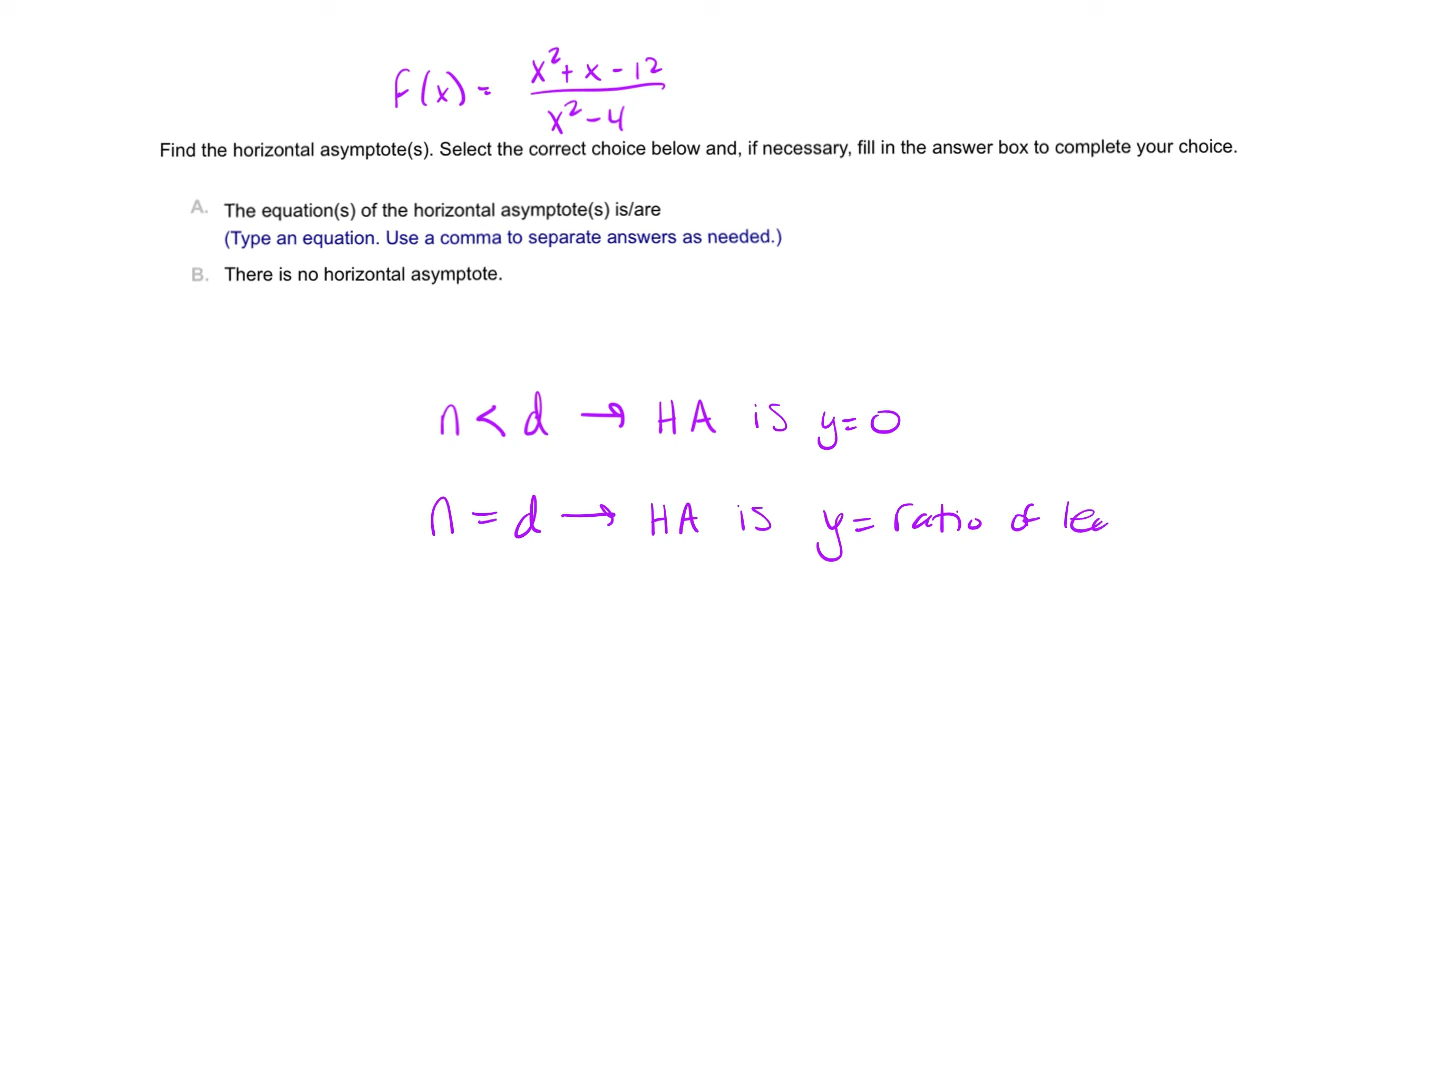 F(x) = x²+ x - 12 / x² - 4
Find the horizontal asymptote(s). Select the correct choice below and, if necessary, fill in the answer box to complete your choice.
A. The equation(s) of the horizontal asymptote(s) is/are
(Type an equation. Use a comma to separate answers as needed.)
B. There is no horizontal asymptote.
n < d → HA is y=0
n = d → HA is y= ratio of